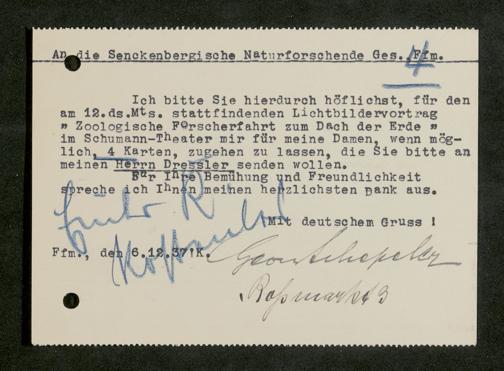 An die Senckenbergische Naturforschende Ges., Ffm.
4
Ich bitte Sie hierdurch höflichst, für den
am 12.ds.Mts. stattfindenden Lichtbildervortrag
" Zoologische Forscherfahrt zum Dach der Erde "
im Schumann-Theater mir für meine Damen, wenn mög-
lich, 4 Karten, zugehen zu lassen, die Sie bitte an
meinen Herrn Dressler senden wollen.
Für Ihre Bemühung und Freundlichkeit
spreche ich Ihnen meinen herzlichsten Dank aus.
Mit deutschem Gruss !
Ffm., den 6.12.37 K.
Roßmarkt 3